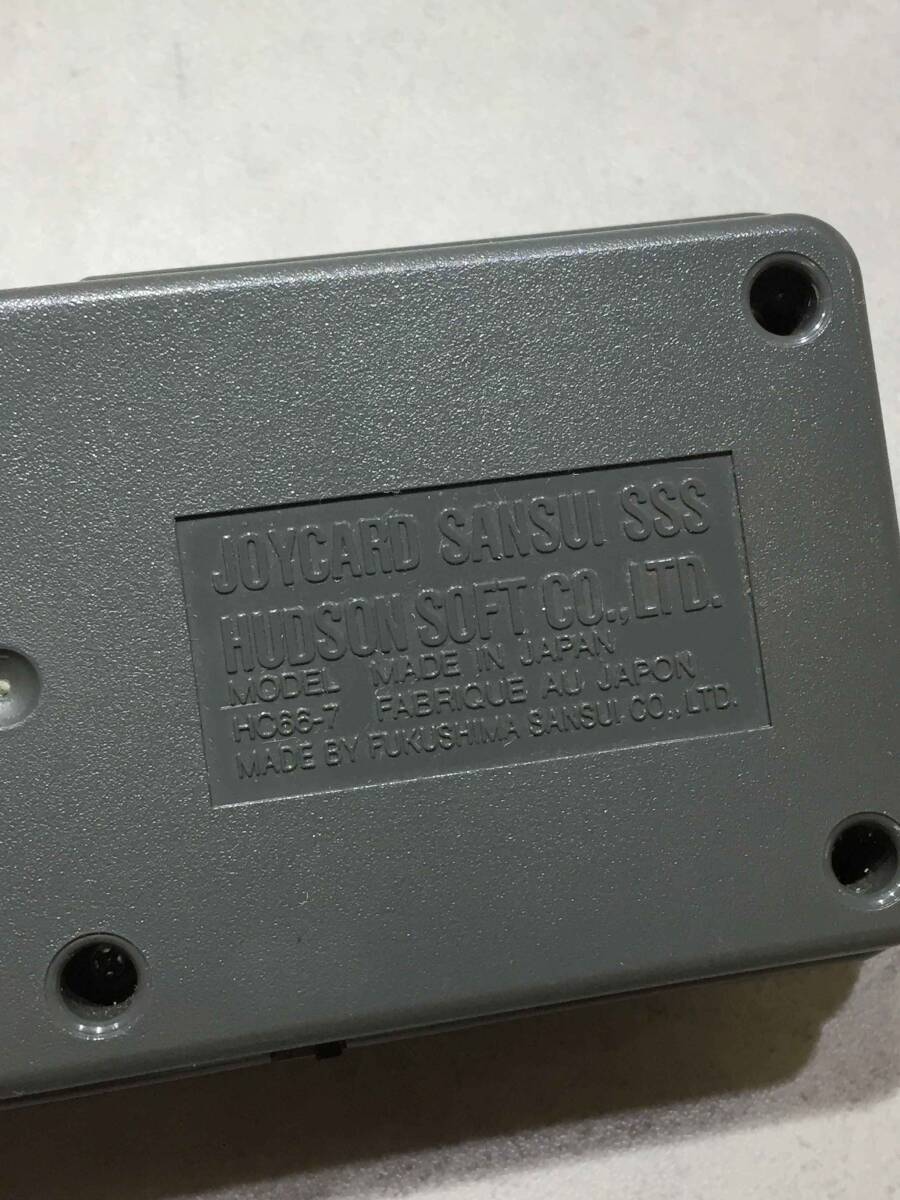 JOYCARD SANSUI SSS
HUDSON SOFT CO., LTD.
MODEL MADE IN JAPAN
HC66-7 FABRIQUE AU JAPON
MADE BY FUKUSHIMA SANSUI CO., LTD.